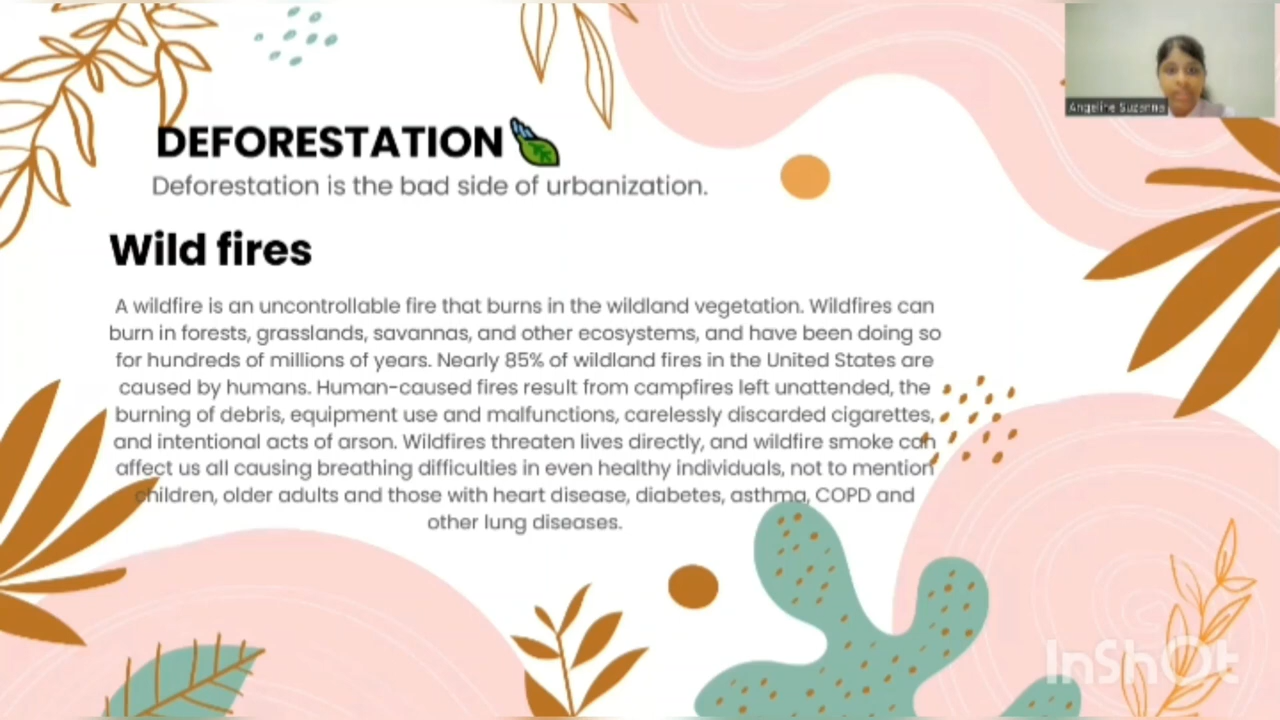 Angeline Suzanna
DEFORESTATION
Deforestation is the bad side of urbanization.
Wild fires
A wildfire is an uncontrollable fire that burns in the wildland vegetation. Wildfires can
burn in forests, grasslands, savannas, and other ecosystems, and have been doing so
for hundreds of millions of years. Nearly 85% of wildland fires in the United States are
caused by humans. Human-caused fires result from campfires left unattended, the
burning of debris, equipment use and malfunctions, carelessly discarded cigarettes,
and intentional acts of arson. Wildfires threaten lives directly, and wildfire smoke can
affect us all causing breathing difficulties in even healthy individuals, not to mention
children, older adults and those with heart disease, diabetes, asthma, COPD and
other lung diseases.
InShOt